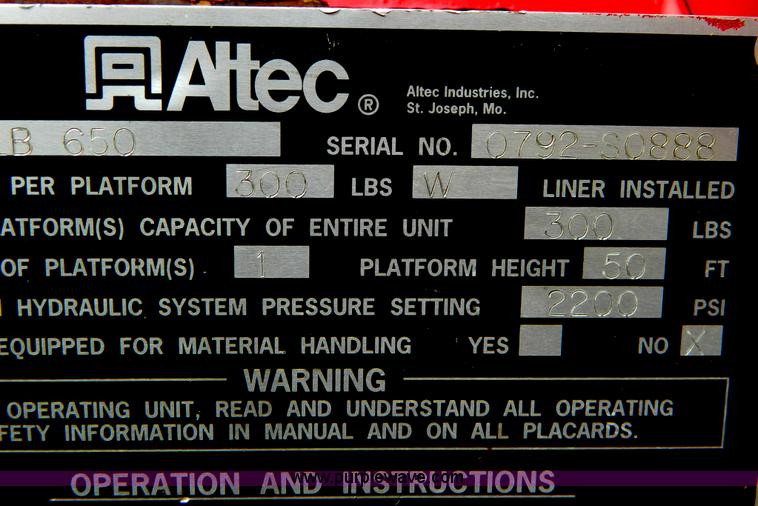 Altec ®
Altec Industries, Inc.
St. Joseph, Mo.
LB 650 SERIAL NO. 0792-S0888
PER PLATFORM 300 LBS W LINER INSTALLED
ATFORM(S) CAPACITY OF ENTIRE UNIT 300 LBS
OF PLATFORM(S) 1 PLATFORM HEIGHT 50 FT
HYDRAULIC SYSTEM PRESSURE SETTING 2200 PSI
EQUIPPED FOR MATERIAL HANDLING YES NO X
WARNING
OPERATING UNIT, READ AND UNDERSTAND ALL OPERATING
FETY INFORMATION IN MANUAL AND ON ALL PLACARDS.
www.purplewave.com
OPERATION AND INSTRUCTIONS